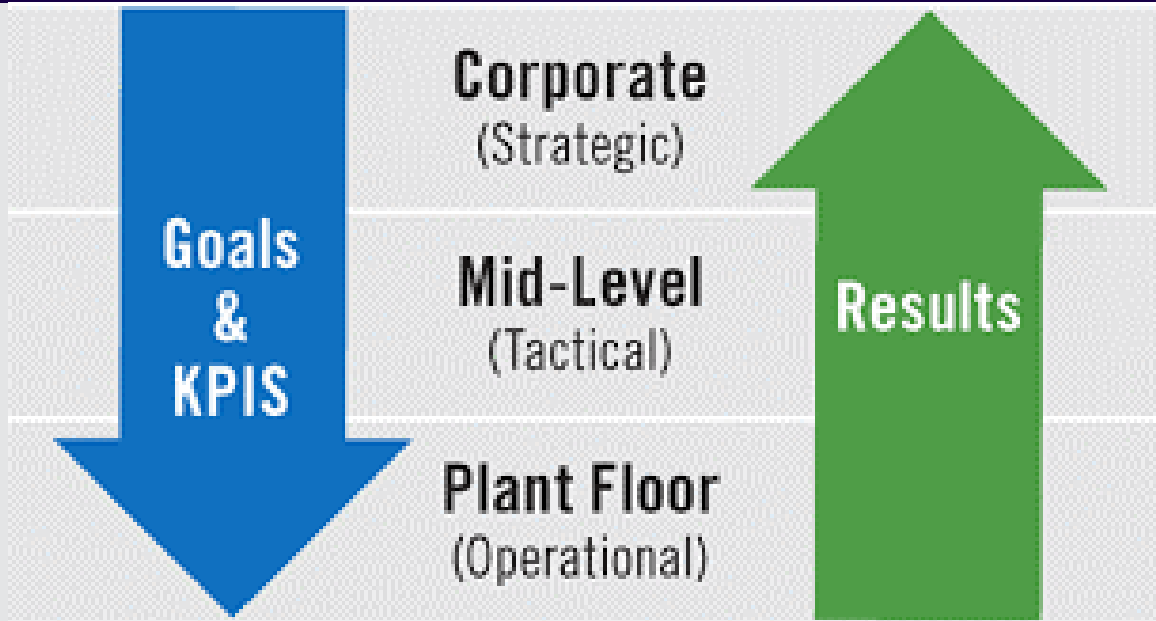 Corporate
(Strategic)
Goals
&
KPIS
Mid-Level
(Tactical)
Results
Plant Floor
(Operational)